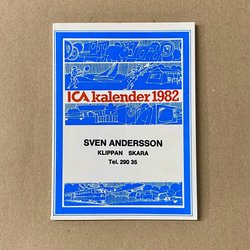 ICA kalender 1982
SVEN ANDERSSON
KLIPPAN SKARA
Tel. 290 35